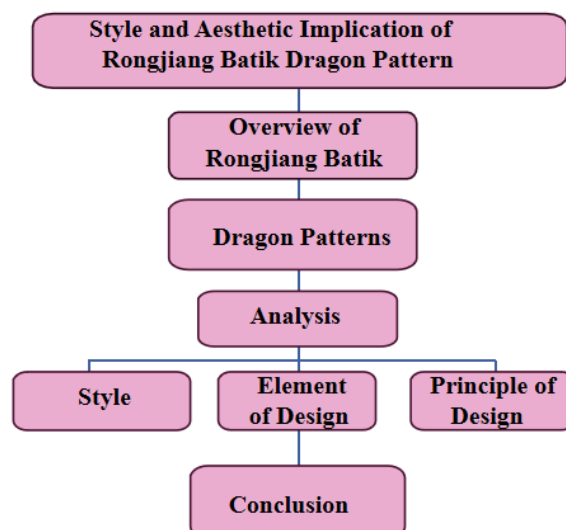 Style and Aesthetic Implication of
Rongjiang Batik Dragon Pattern
Overview of
Rongjiang Batik
Dragon Patterns
Analysis
Style
Element
of Design
Principle of
Design
Conclusion